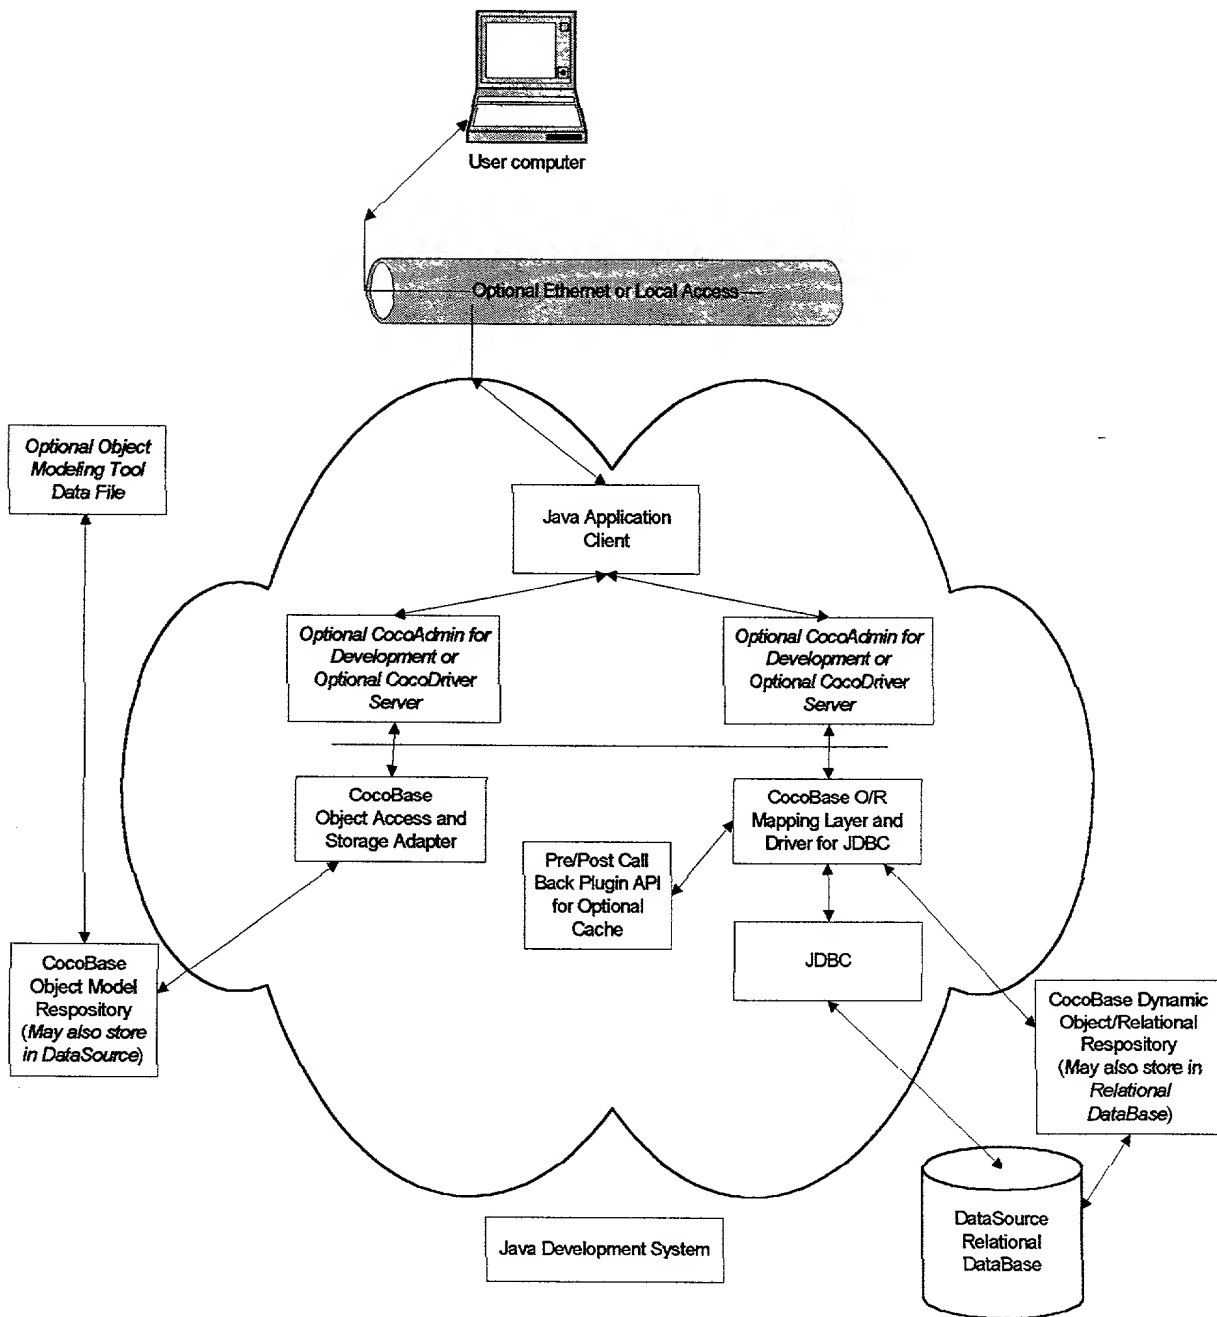 User computer
Optional Ethernet or Local Access
Optional Object
Modeling Tool
Data File
Java Application
Client
Optional CocoAdmin for
Development or
Optional CocoDriver
Server
Optional CocoAdmin for
Development or
Optional CocoDriver
Server
CocoBase
Object Access and
Storage Adapter
CocoBase O/R
Mapping Layer and
Driver for JDBC
Pre/Post Call
Back Plugin API
for Optional
Cache
JDBC
CocoBase
Object Model
Respository
(May also store
in DataSource)
CocoBase Dynamic
Object/Relational
Respository
(May also store in
Relational
DataBase)
DataSource
Relational
DataBase
Java Development System